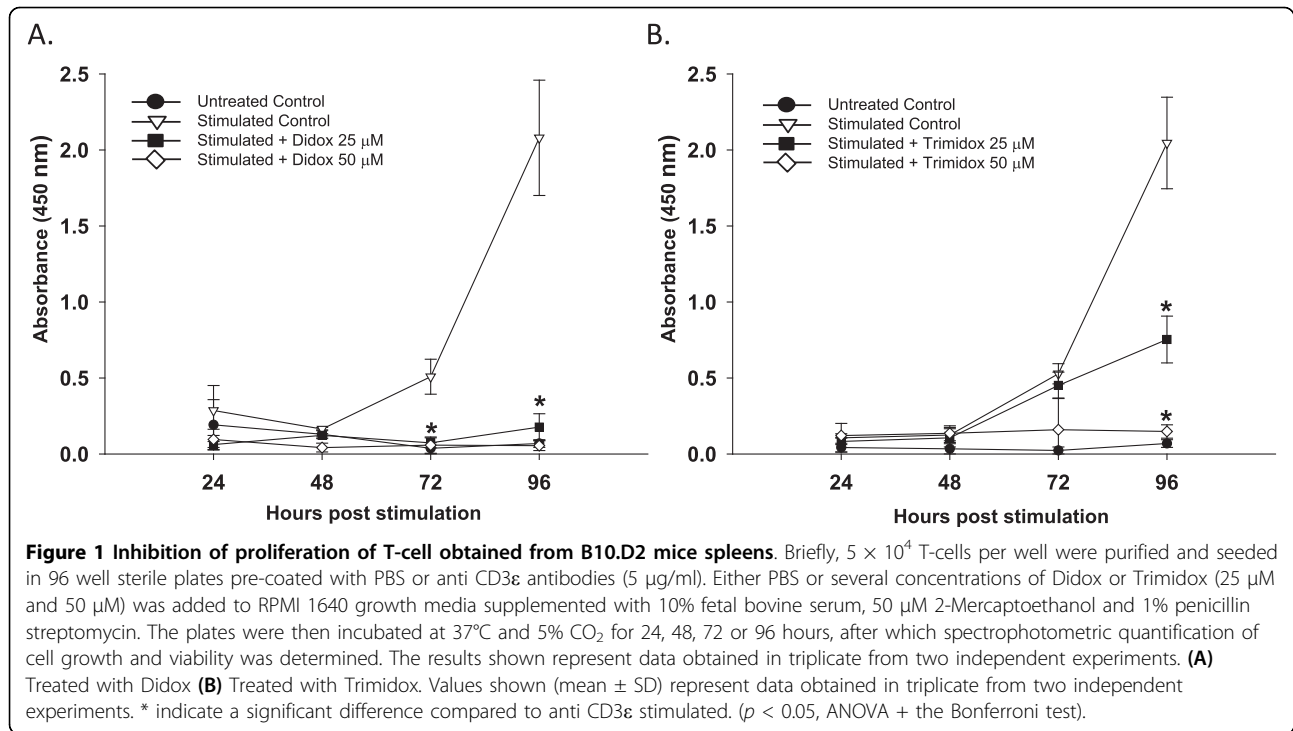 A.
2.5
2.0
1.5
1.0
0.5
0.0
Absorbance (450 nm)
Untreated Control
Stimulated Control
Stimulated + Didox 25 μM
Stimulated + Didox 50 μM
*
*
24 48 72 96
Hours post stimulation
B.
2.5
2.0
1.5
1.0
0.5
0.0
Absorbance (450 nm)
Untreated Control
Stimulated Control
Stimulated + Trimidox 25 μM
Stimulated + Trimidox 50 μM
*
*
24 48 72 96
Hours post stimulation
Figure 1 Inhibition of proliferation of T-cell obtained from B10.D2 mice spleens. Briefly, 5 × 10⁴ T-cells per well were purified and seeded
in 96 well sterile plates pre-coated with PBS or anti CD3ε antibodies (5 μg/ml). Either PBS or several concentrations of Didox or Trimidox (25 μM
and 50 μM) was added to RPMI 1640 growth media supplemented with 10% fetal bovine serum, 50 μM 2-Mercaptoethanol and 1% penicillin
streptomycin. The plates were then incubated at 37°C and 5% CO₂ for 24, 48, 72 or 96 hours, after which spectrophotometric quantification of
cell growth and viability was determined. The results shown represent data obtained in triplicate from two independent experiments. (A)
Treated with Didox (B) Treated with Trimidox. Values shown (mean ± SD) represent data obtained in triplicate from two independent
experiments. * indicate a significant difference compared to anti CD3ε stimulated. (p < 0.05, ANOVA + the Bonferroni test).